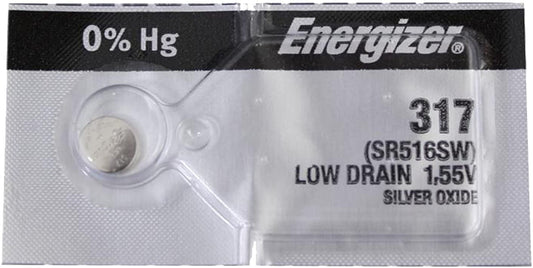 0% Hg
Energizer®
317
(SR516SW)
LOW DRAIN 1,55V
SILVER OXIDE